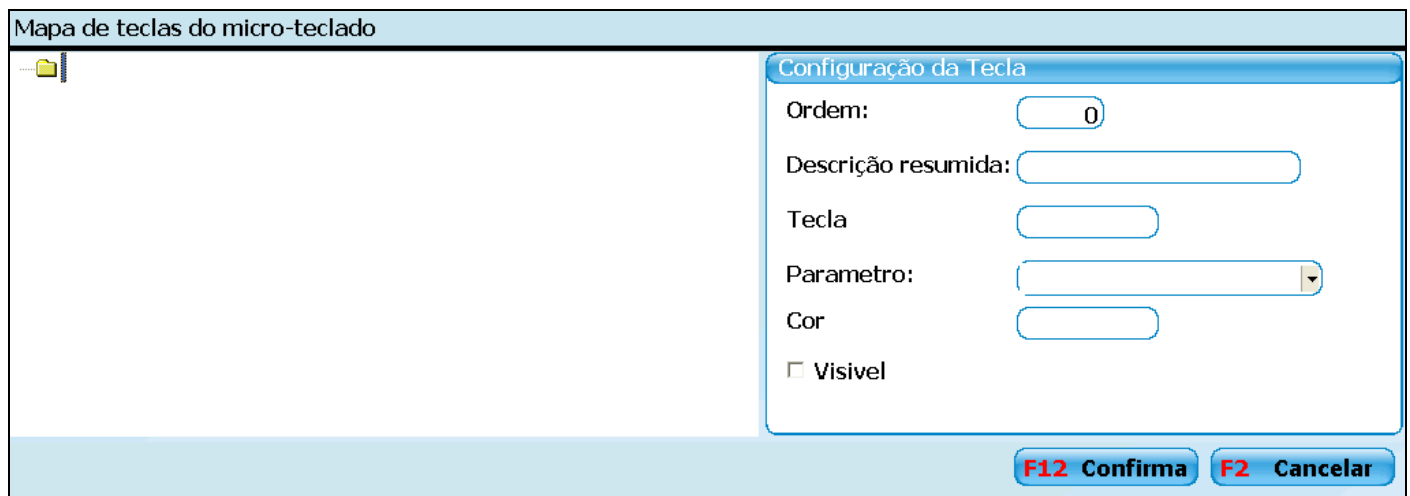 Mapa de teclas do micro-teclado
Configuração da Tecla
Ordem: 0
Descrição resumida:
Tecla
Parametro:
Cor
Visivel
F12 Confirma F2 Cancelar